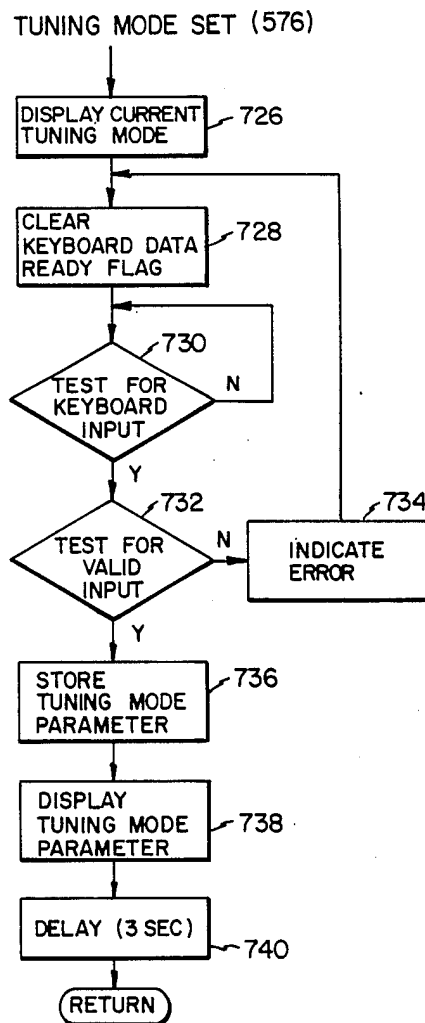 TUNING MODE SET (576)
DISPLAY CURRENT
TUNING MODE
726
CLEAR
KEYBOARD DATA
READY FLAG
728
730
TEST FOR
KEYBOARD
INPUT
N
Y
732
TEST FOR
VALID
INPUT
N
734
INDICATE
ERROR
Y
STORE
TUNING MODE
PARAMETER
736
DISPLAY
TUNING MODE
PARAMETER
738
DELAY (3 SEC)
740
RETURN